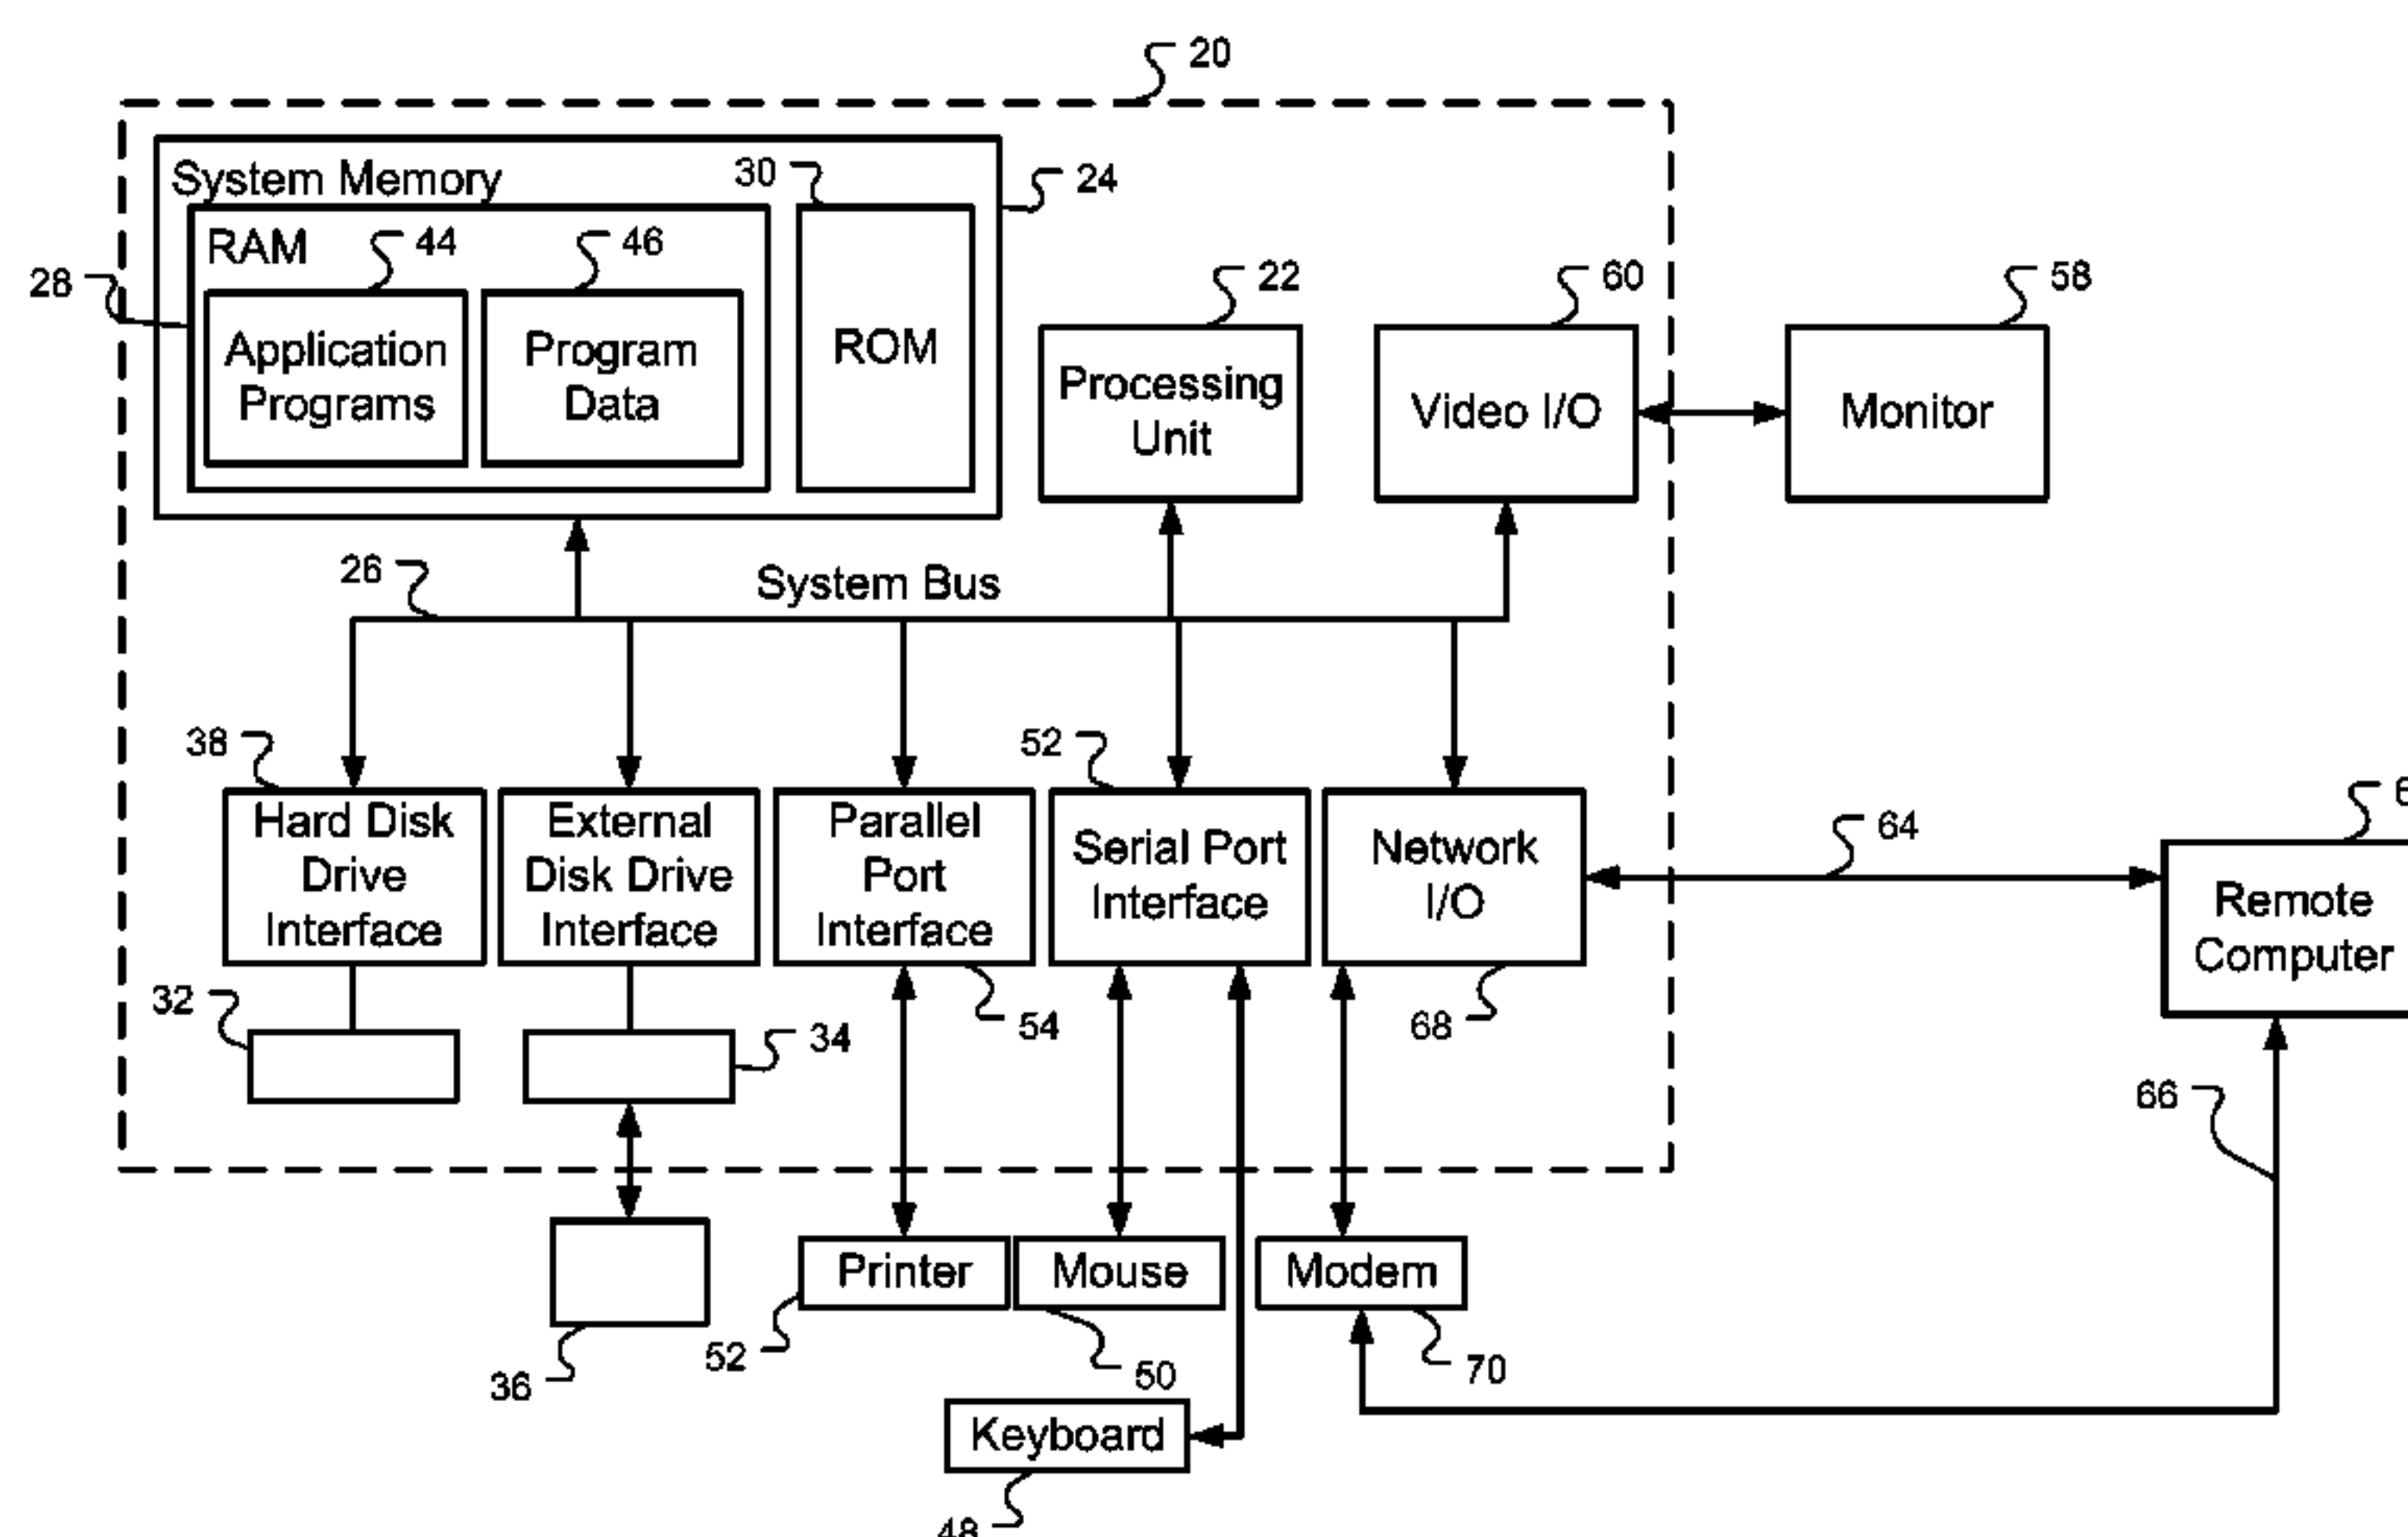 20
System Memory
30
24
RAM
44
46
28
22
60
58
Application
Programs
Program
Data
ROM
Processing
Unit
Video I/O
Monitor
26
System Bus
38
52
Hard Disk
Drive
Interface
External
Disk Drive
Interface
Parallel
Port
Interface
Serial Port
Interface
Network
I/O
64
Remote
Computer
32
34
54
68
66
Printer
Mouse
Modem
52
36
50
70
Keyboard
48